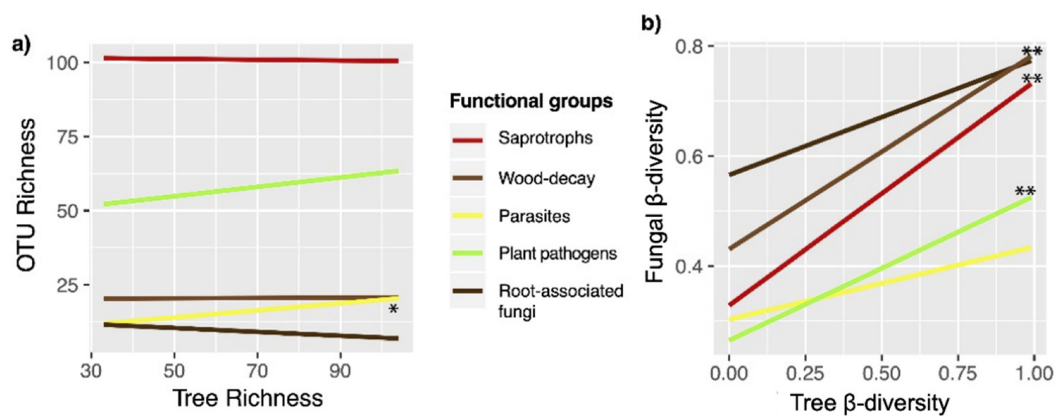 a)
100
75
50
25
OTU Richness
30
50
70
90
Tree Richness
*
Functional groups
Saprotrophs
Wood-decay
Parasites
Plant pathogens
Root-associated
fungi
b)
0.8
0.6
0.4
Fungal β-diversity
0.00
0.25
0.50
0.75
1.00
Tree β-diversity
**
**
**